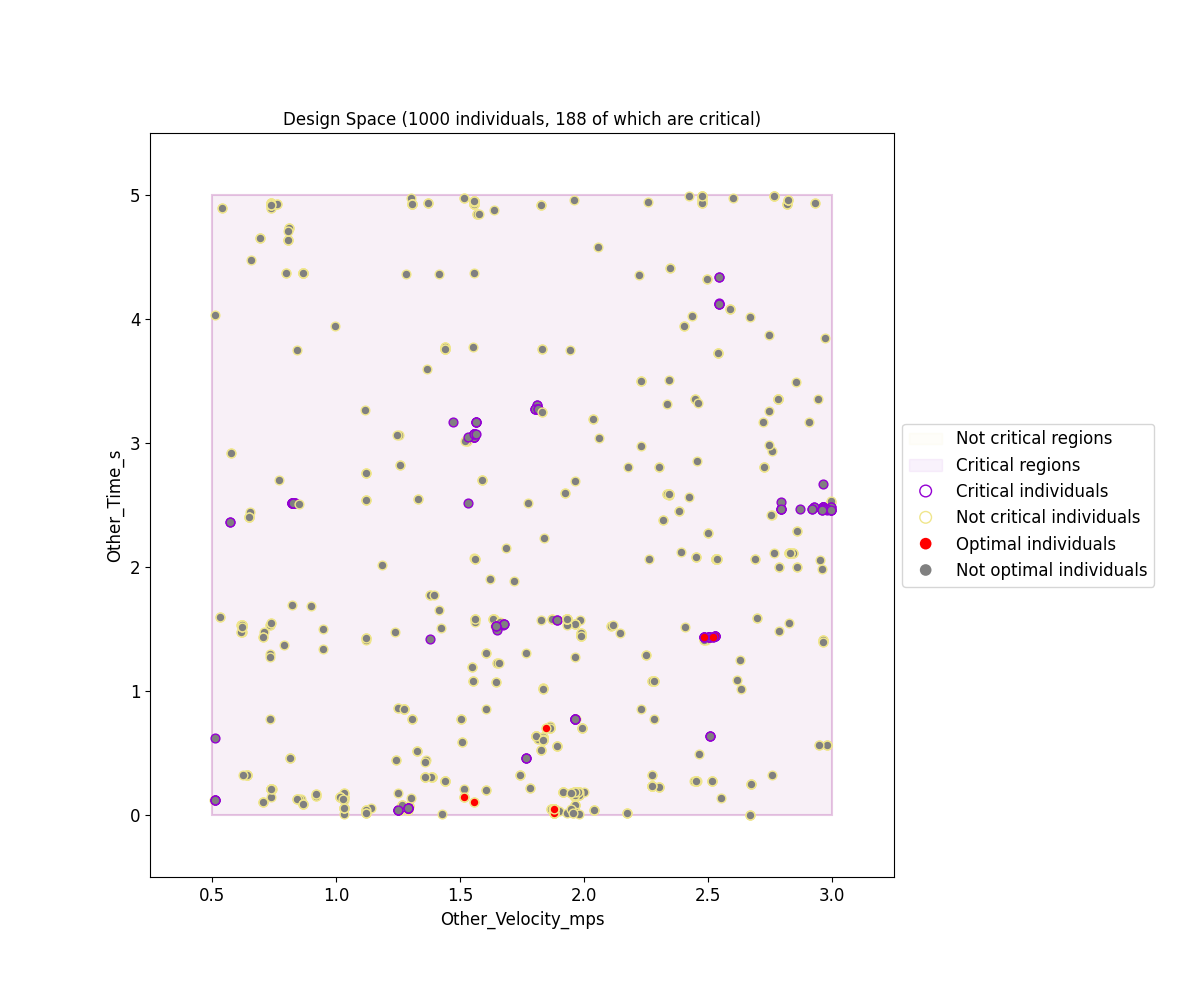 Design Space (1000 individuals, 188 of which are critical)
5
4
3
2
1
0
Other_Time_s
0.5
1.0
1.5
2.0
2.5
3.0
Other_Velocity_mps
Not critical regions
Critical regions
Critical individuals
Not critical individuals
Optimal individuals
Not optimal individuals